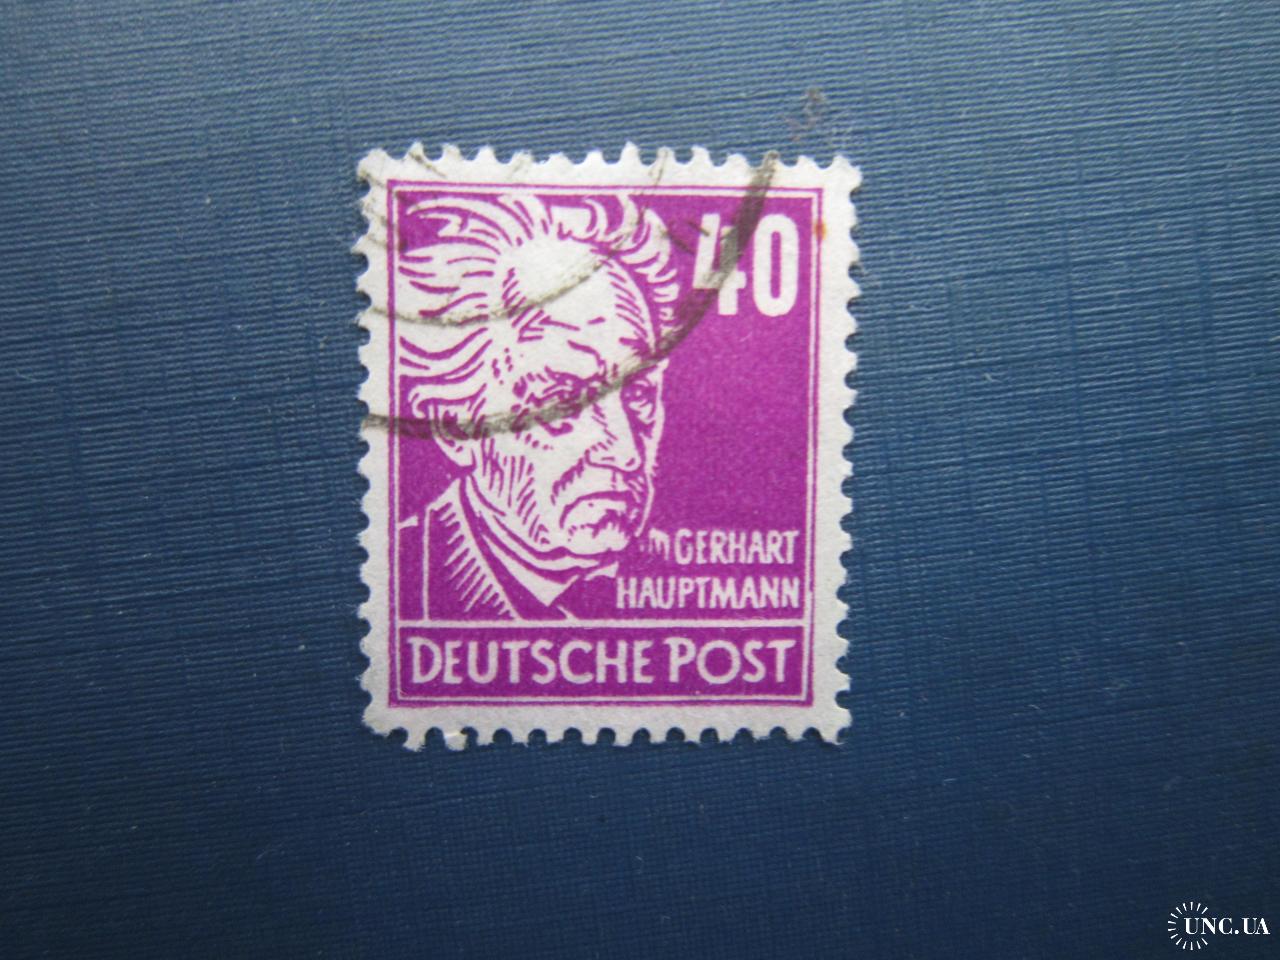 40
GERHART
HAUPTMANN
DEUTSCHE POST
UNC.UA